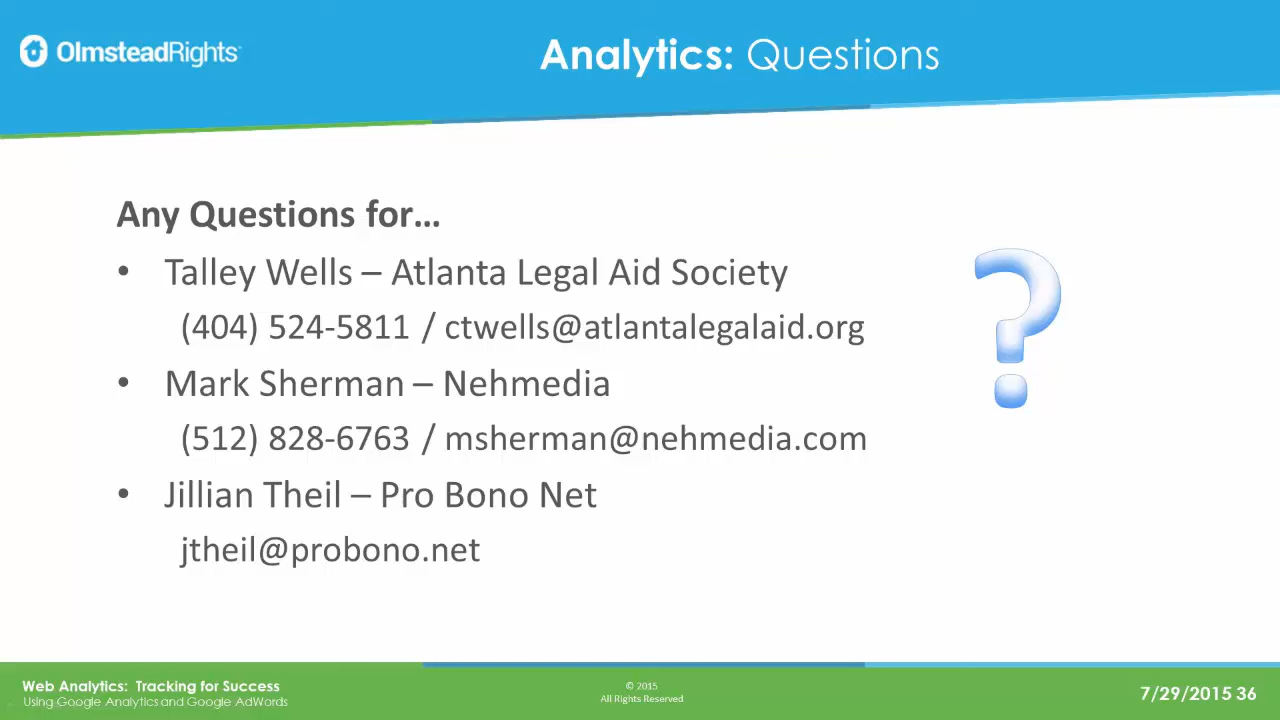 OlmsteadRights
Analytics: Questions
Any Questions for…
• Talley Wells – Atlanta Legal Aid Society
(404) 524-5811 / ctwells@atlantalegalaid.org
• Mark Sherman – Nehmedia
(512) 828-6763 / msherman@nehmedia.com
• Jillian Theil – Pro Bono Net
jtheil@probono.net
?
Web Analytics: Tracking for Success
Using Google Analytics and Google AdWords
© 2015
All Rights Reserved
7/29/2015 36